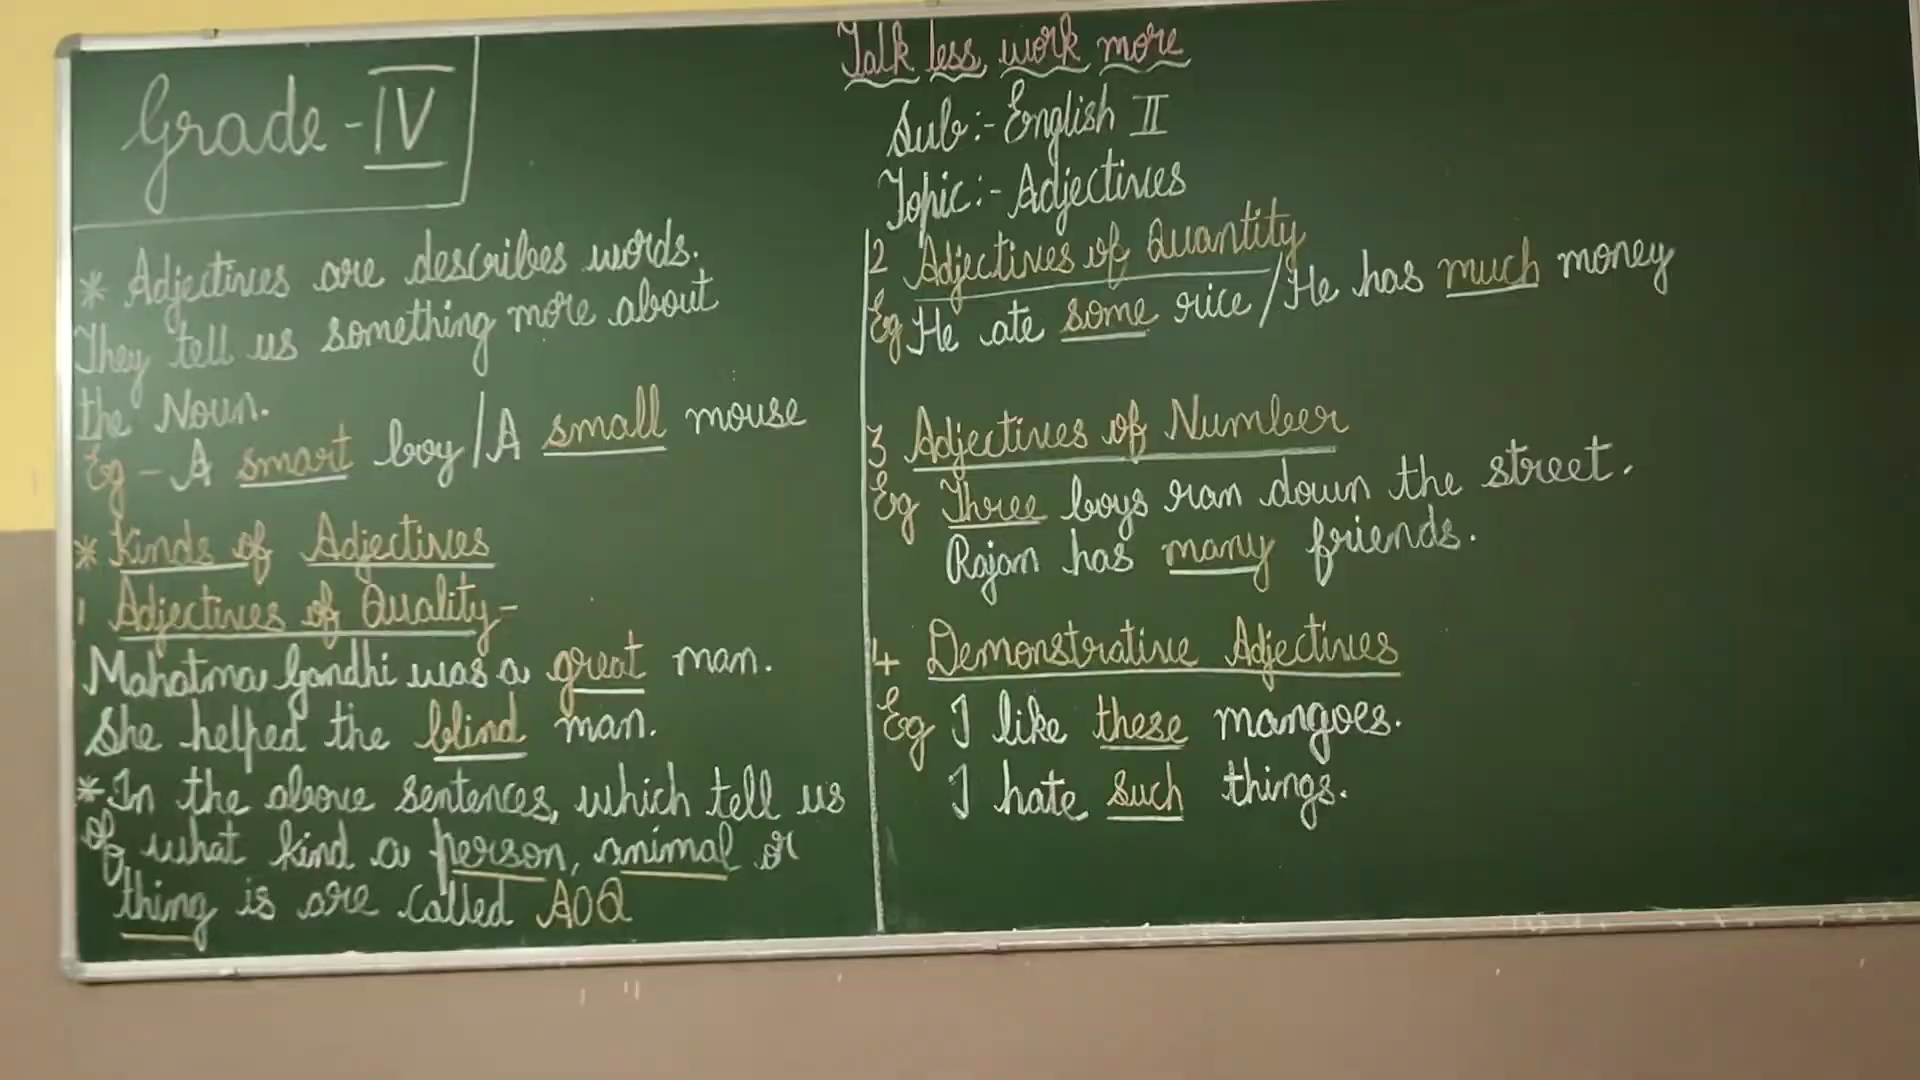 Talk less work more
Grade - IV
Sub:- English II
Topic:- Adjectives
* Adjectives are describes words.
They tell us something more about
the Noun.
Eg - A smart boy / A small mouse
* Kinds of Adjectives
1 Adjectives of Quality -
Mahatma Gandhi was a great man.
She helped the blind man.
* In the above sentences, which tell us
of what kind a person, animal or
thing is are called AOQ
2 Adjectives of Quantity
Eg He ate some rice / He has much money
3 Adjectives of Number
Eg Three boys ran down the street.
Rajan has many friends.
4 Demonstrative Adjectives
Eg I like these mangoes.
I hate such things.